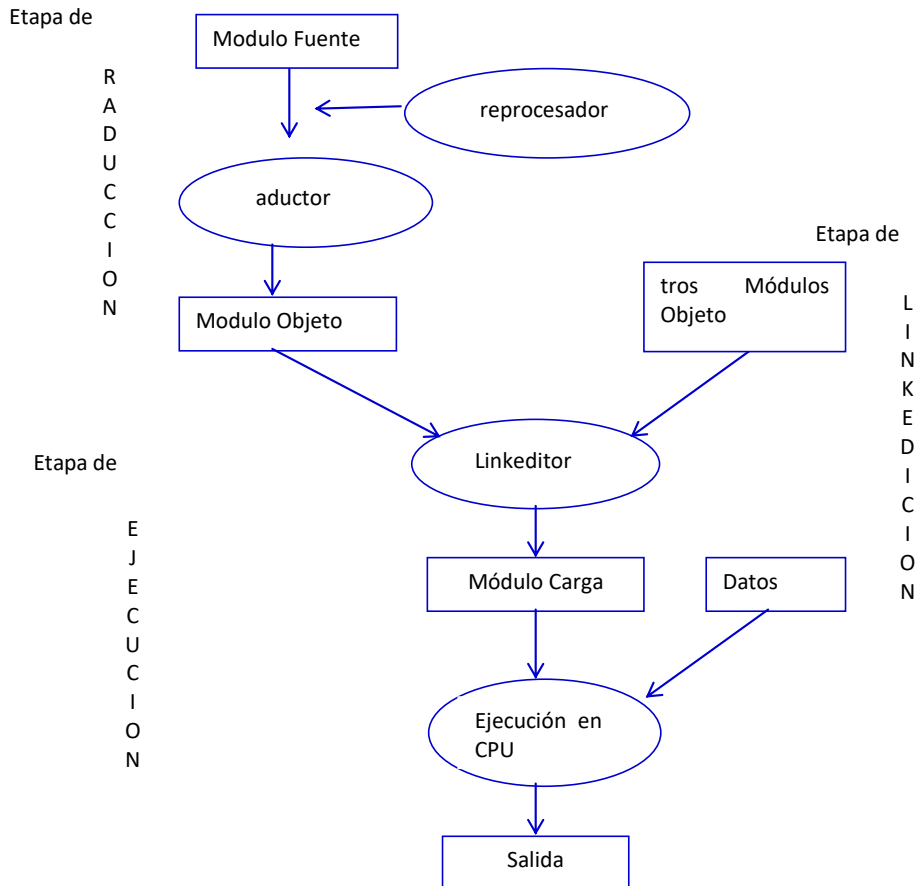 Etapa de
Modulo Fuente
R
A
D
U
C
C
I
O
N
reprocesador
aductor
Etapa de
tros Módulos
Objeto
Modulo Objeto
L
I
N
K
E
D
I
C
I
O
N
Etapa de
Linkeditor
E
J
E
C
U
C
I
O
N
Módulo Carga
Datos
Ejecución en
CPU
Salida